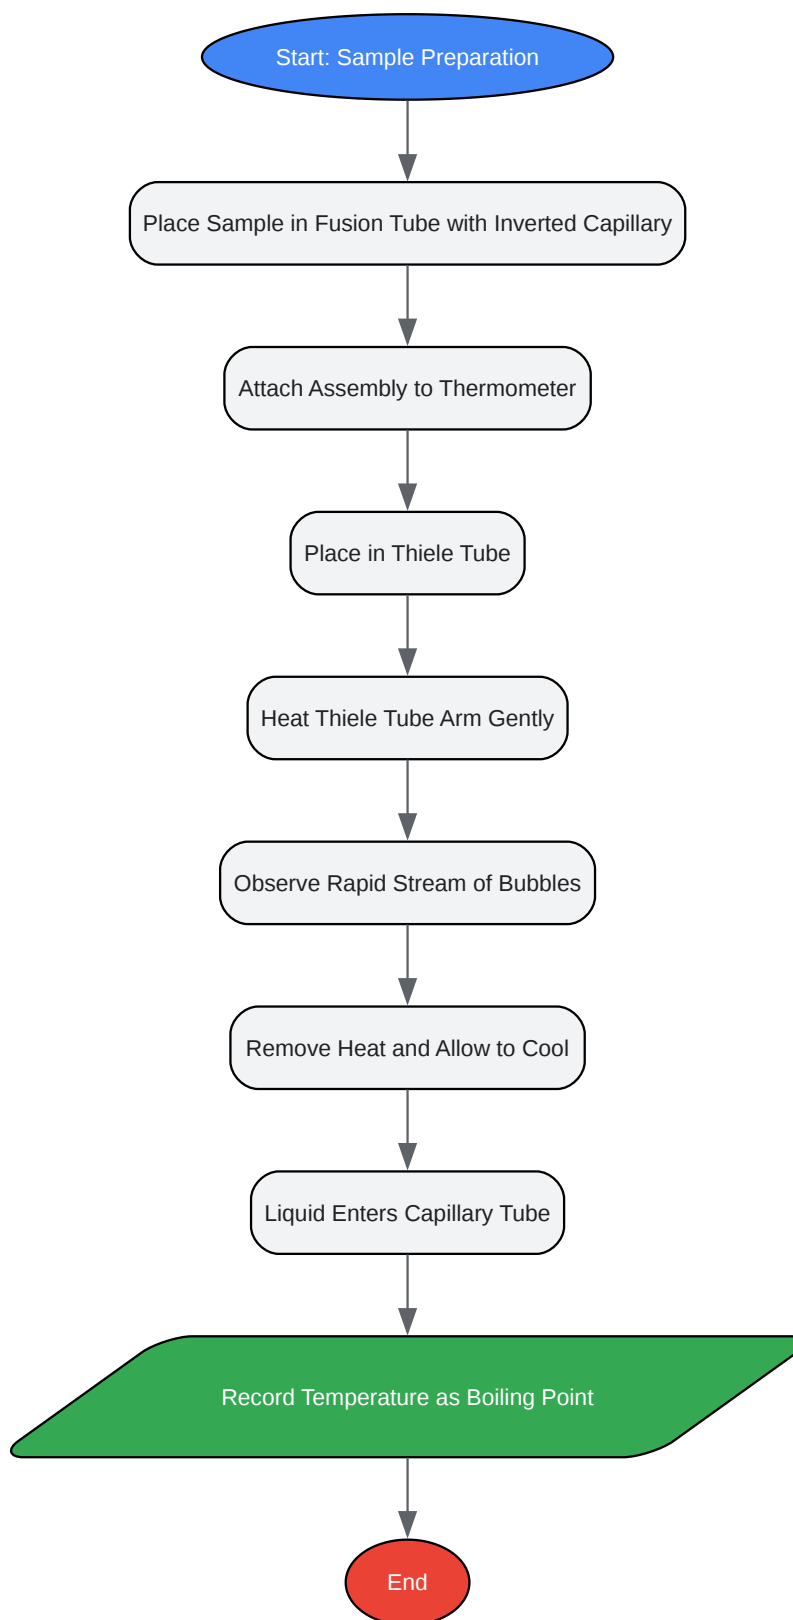 Start: Sample Preparation
Place Sample in Fusion Tube with Inverted Capillary
Attach Assembly to Thermometer
Place in Thiele Tube
Heat Thiele Tube Arm Gently
Observe Rapid Stream of Bubbles
Remove Heat and Allow to Cool
Liquid Enters Capillary Tube
Record Temperature as Boiling Point
End